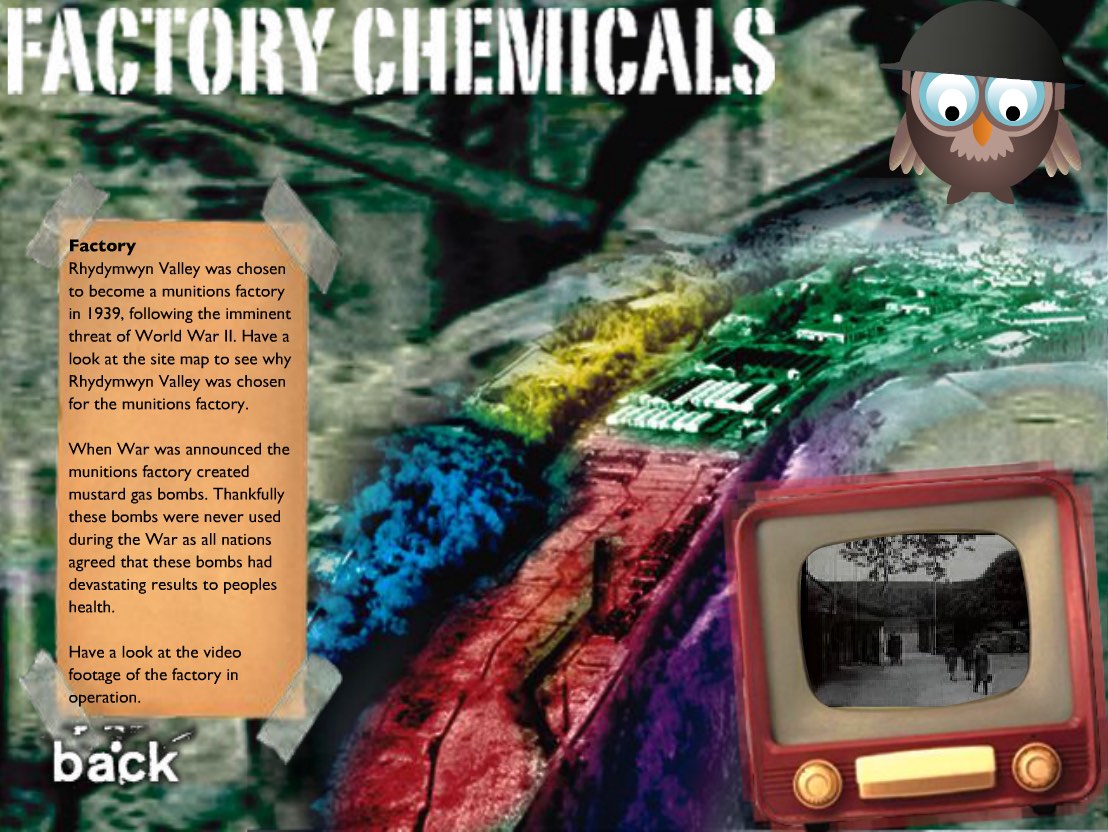 FACTORY CHEMICALS
Factory
Rhydymwyn Valley was chosen
to become a munitions factory
in 1939, following the imminent
threat of World War II. Have a
look at the site map to see why
Rhydymwyn Valley was chosen
for the munitions factory.
When War was announced the
munitions factory created
mustard gas bombs. Thankfully
these bombs were never used
during the War as all nations
agreed that these bombs had
devastating results to peoples
health.
Have a look at the video
footage of the factory in
operation.
back